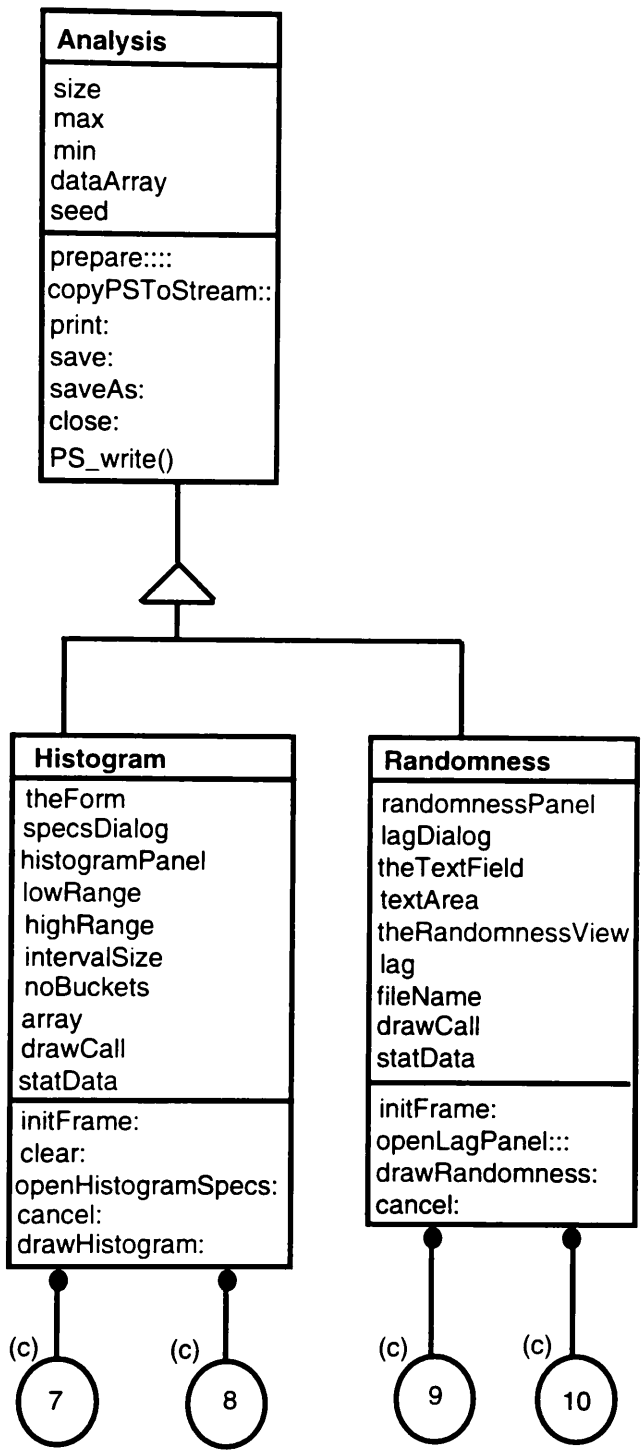 Analysis
size
max
min
dataArray
seed
prepare::::
copyPSToStream::
print:
save:
saveAs:
close:
PS_write()
Histogram
theForm
specsDialog
histogramPanel
lowRange
highRange
intervalSize
noBuckets
array
drawCall
statData
initFrame:
clear:
openHistogramSpecs:
cancel:
drawHistogram:
Randomness
randomnessPanel
lagDialog
theTextField
textArea
theRandomnessView
lag
fileName
drawCall
statData
initFrame:
openLagPanel:::
drawRandomness:
cancel:
(c)
7
(c)
8
(c)
9
(c)
10